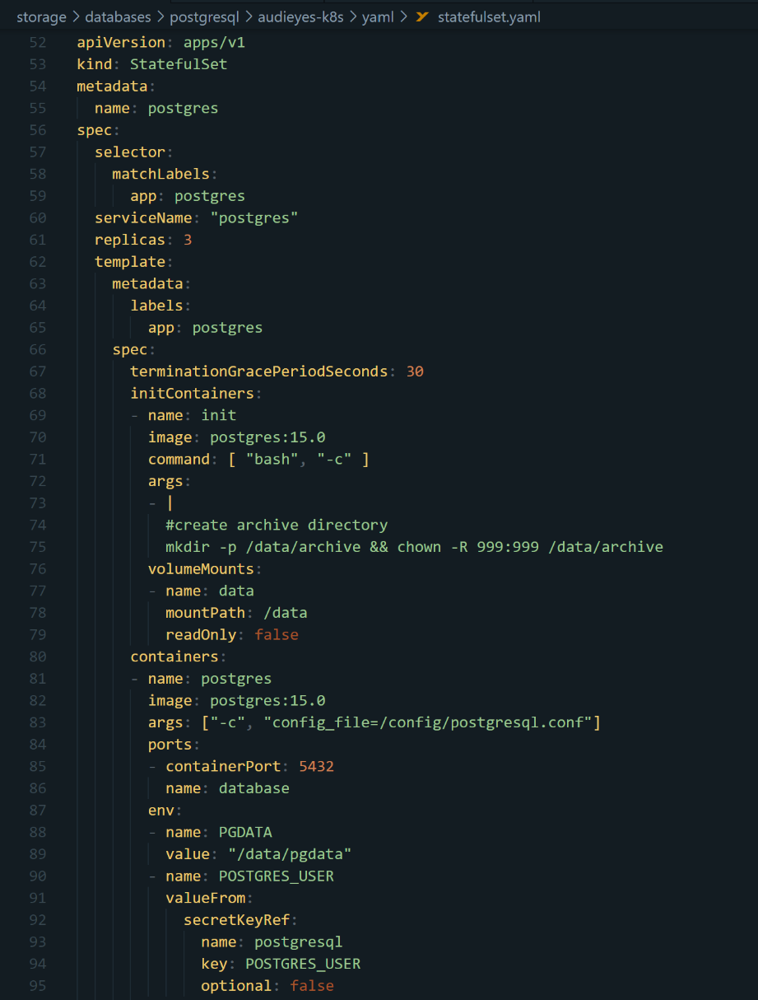 storage > databases > postgresql > audieyes-k8s > yaml > statefulset.yaml
52 apiVersion: apps/v1
53 kind: StatefulSet
54 metadata:
55   name: postgres
56 spec:
57   selector:
58     matchLabels:
59       app: postgres
60   serviceName: "postgres"
61   replicas: 3
62   template:
63     metadata:
64       labels:
65         app: postgres
66     spec:
67       terminationGracePeriodSeconds: 30
68       initContainers:
69       - name: init
70         image: postgres:15.0
71         command: [ "bash", "-c" ]
72         args:
73         - |
74           #create archive directory
75           mkdir -p /data/archive && chown -R 999:999 /data/archive
76         volumeMounts:
77         - name: data
78           mountPath: /data
79           readOnly: false
80       containers:
81       - name: postgres
82         image: postgres:15.0
83         args: ["-c", "config_file=/config/postgresql.conf"]
84         ports:
85         - containerPort: 5432
86           name: database
87         env:
88         - name: PGDATA
89           value: "/data/pgdata"
90         - name: POSTGRES_USER
91           valueFrom:
92             secretKeyRef:
93               name: postgresql
94               key: POSTGRES_USER
95               optional: false